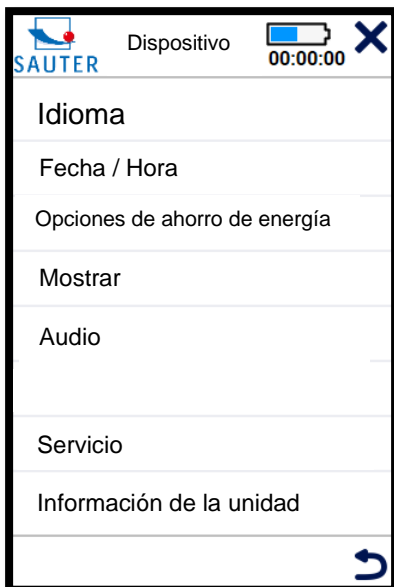 SAUTER
Dispositivo
00:00:00
Idioma
Fecha / Hora
Opciones de ahorro de energía
Mostrar
Audio
Servicio
Información de la unidad